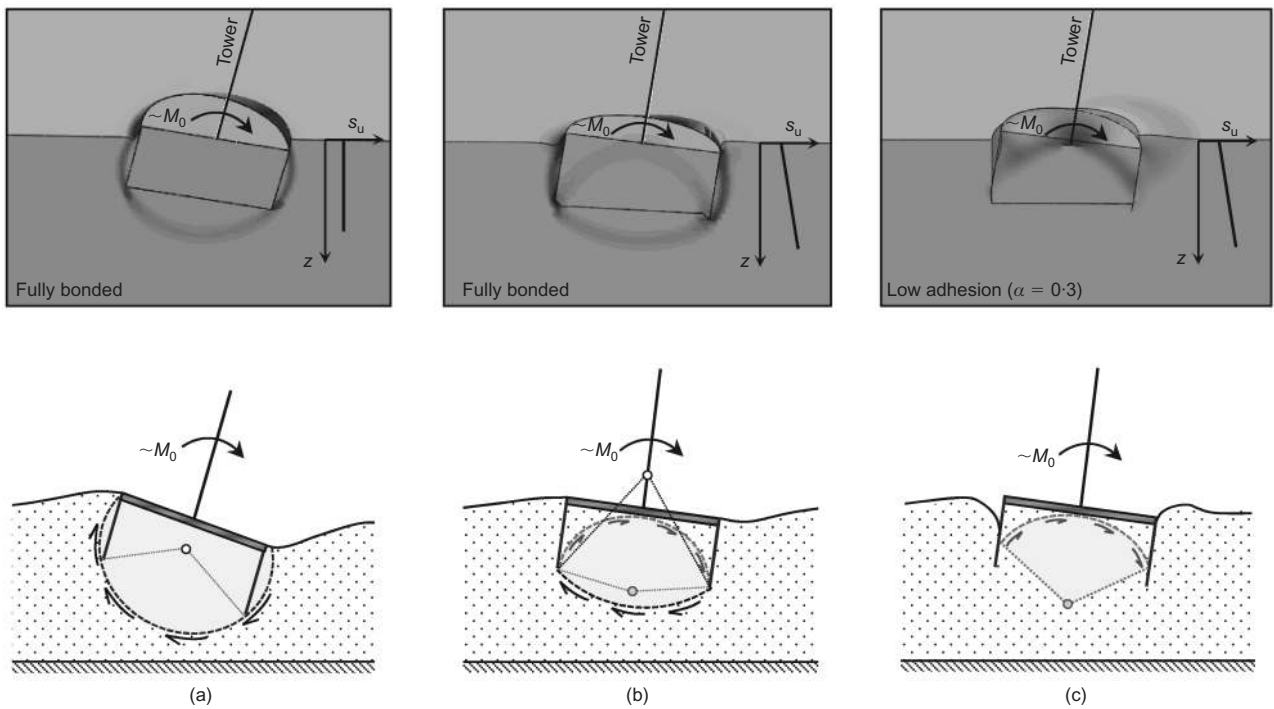 Tower
~M₀
sᵤ
z
Fully bonded
Tower
~M₀
sᵤ
z
Fully bonded
Tower
~M₀
sᵤ
z
Low adhesion (α = 0·3)
~M₀
~M₀
~M₀
(a)
(b)
(c)